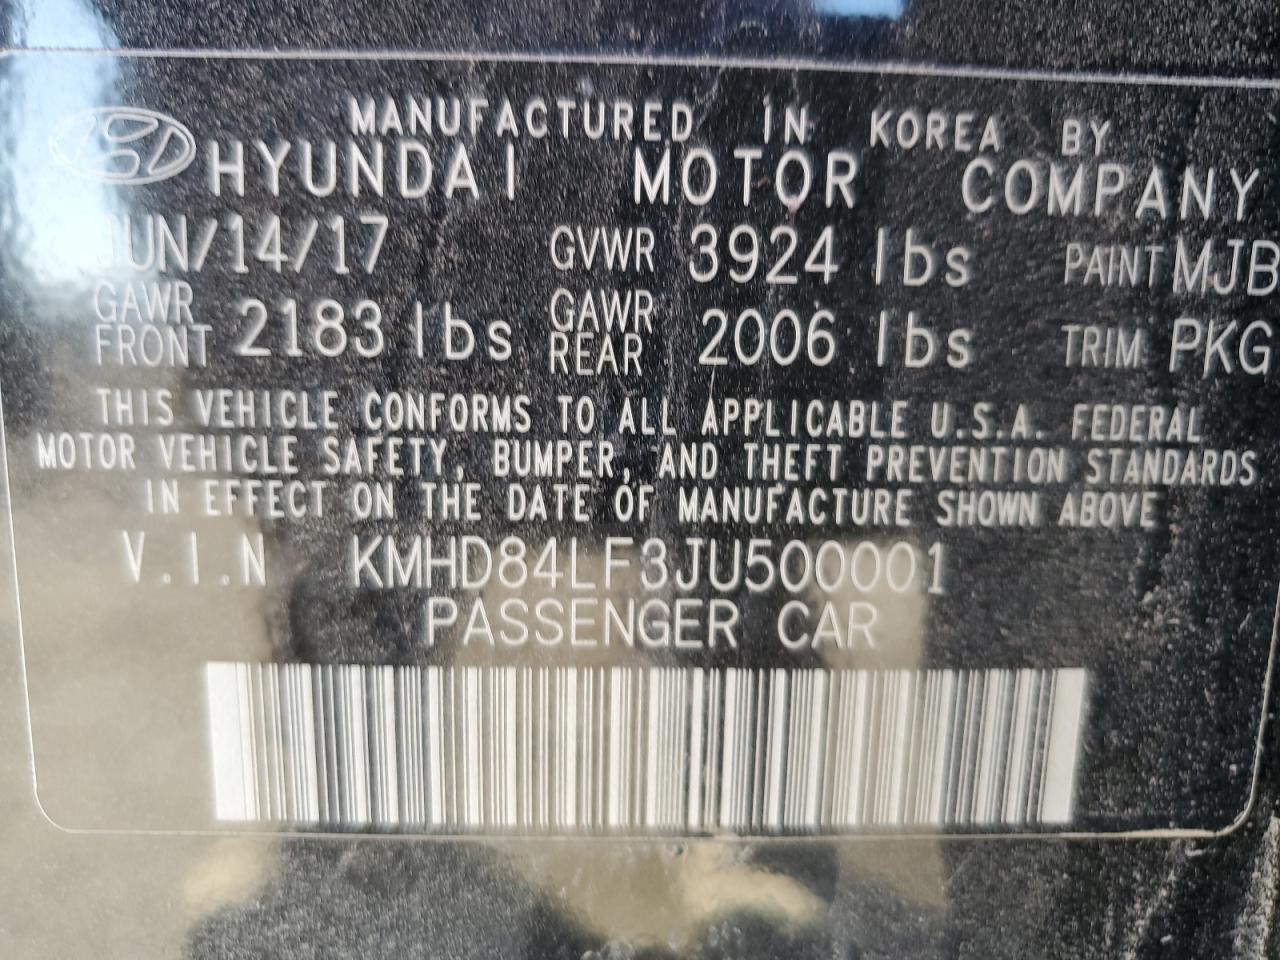 MANUFACTURED IN KOREA BY
HYUNDAI MOTOR COMPANY
JUN/14/17 GVWR 3924 lbs PAINT MJB
GAWR FRONT 2183 lbs GAWR REAR 2006 lbs TRIM PKG
THIS VEHICLE CONFORMS TO ALL APPLICABLE U.S.A. FEDERAL
MOTOR VEHICLE SAFETY, BUMPER, AND THEFT PREVENTION STANDARDS
IN EFFECT ON THE DATE OF MANUFACTURE SHOWN ABOVE
V.I.N KMHD84LF3JU500001
PASSENGER CAR